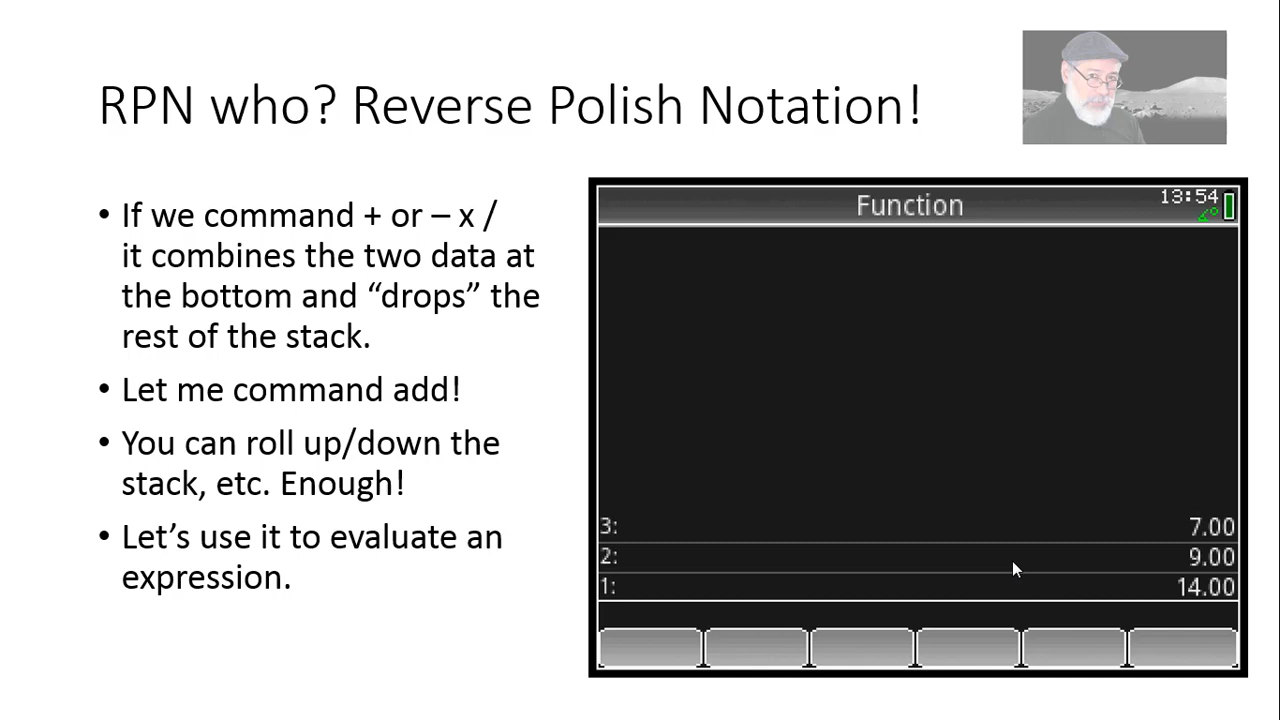 RPN who? Reverse Polish Notation!
• If we command + or – x /
it combines the two data at
the bottom and “drops” the
rest of the stack.
• Let me command add!
• You can roll up/down the
stack, etc. Enough!
• Let’s use it to evaluate an
expression.
Function
13:54
3: 7.00
2: 9.00
1: 14.00